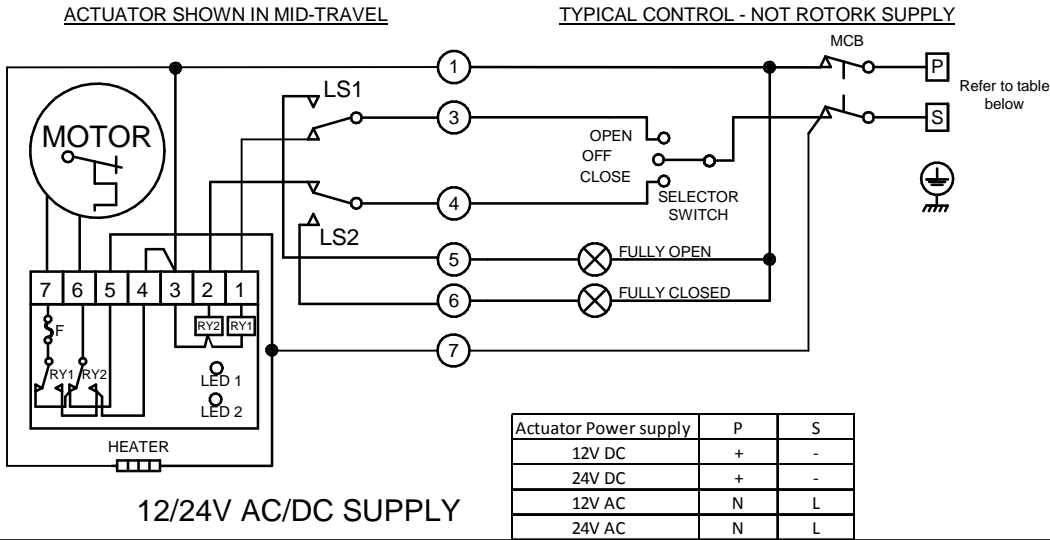 ACTUATOR SHOWN IN MID-TRAVEL
TYPICAL CONTROL - NOT ROTORK SUPPLY
MCB
1
P
Refer to table
below
LS1
3
S
MOTOR
OPEN
OFF
CLOSE
SELECTOR
SWITCH
4
LS2
5
FULLY OPEN
6
FULLY CLOSED
7 6 5 4 3 2 1
F
RY2 RY1
7
RY1 RY2
LED 1
LED 2
HEATER
12/24V AC/DC SUPPLY
Actuator Power supply P S
12V DC + -
24V DC + -
12V AC N L
24V AC N L